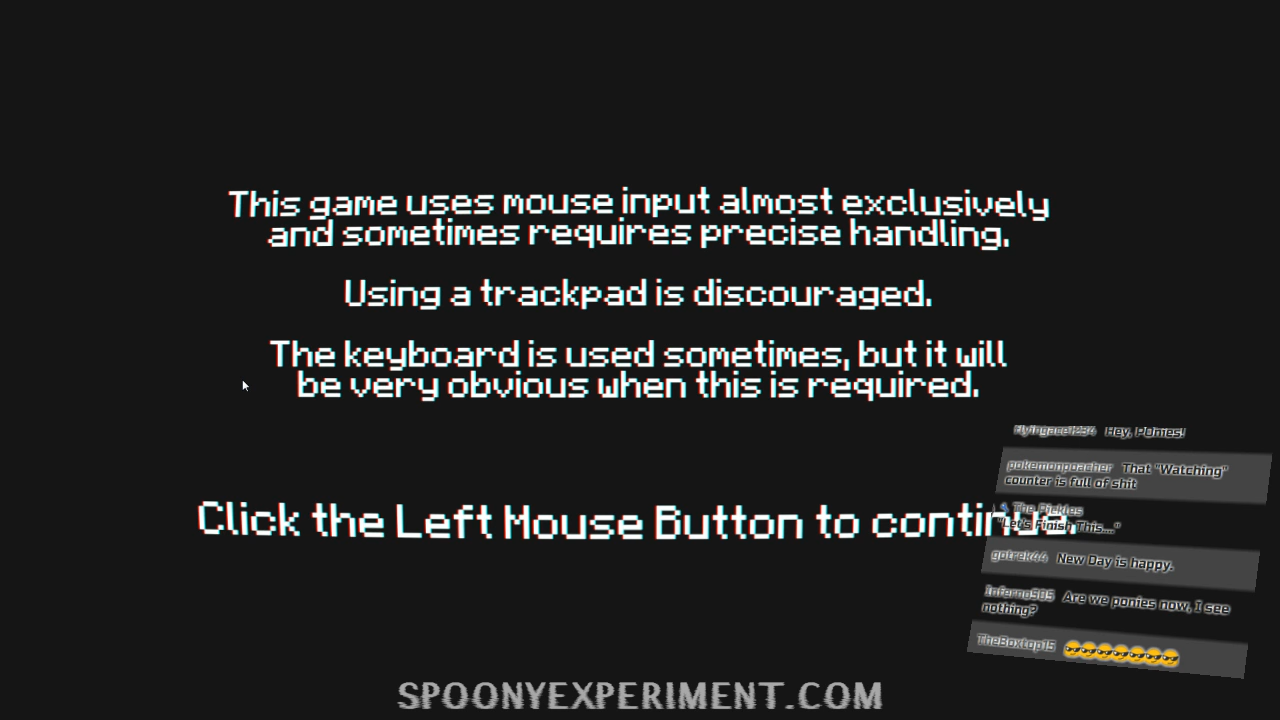 This game uses mouse input almost exclusively
and sometimes requires precise handling.
Using a trackpad is discouraged.
The keyboard is used sometimes, but it will
be very obvious when this is required.
Click the Left Mouse Button to continue.
flyingace1234 Hey, POnies!
pokemonpoacher That "Watching"
counter is full of shit
The Pickles
"Let's Finish This..."
gotrek44 New Day is happy.
Inferno505 Are we ponies now, I see
nothing?
TheBoxtop15 😎😎😎😎😎😎😎
SPOONYEXPERIMENT.COM